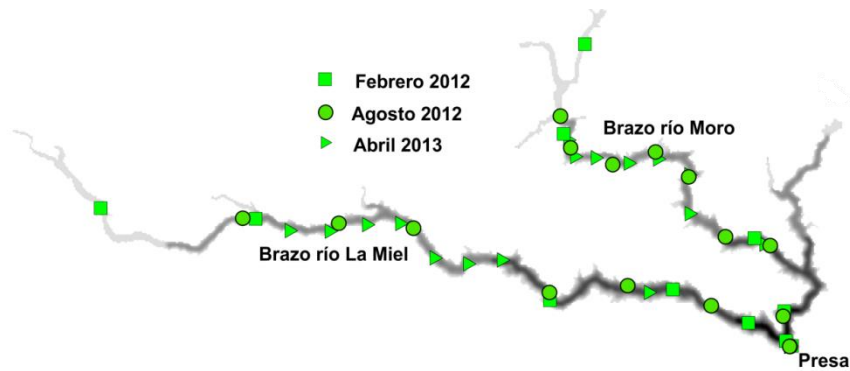 Febrero 2012
Agosto 2012
Abril 2013
Brazo río Moro
Brazo río La Miel
Presa